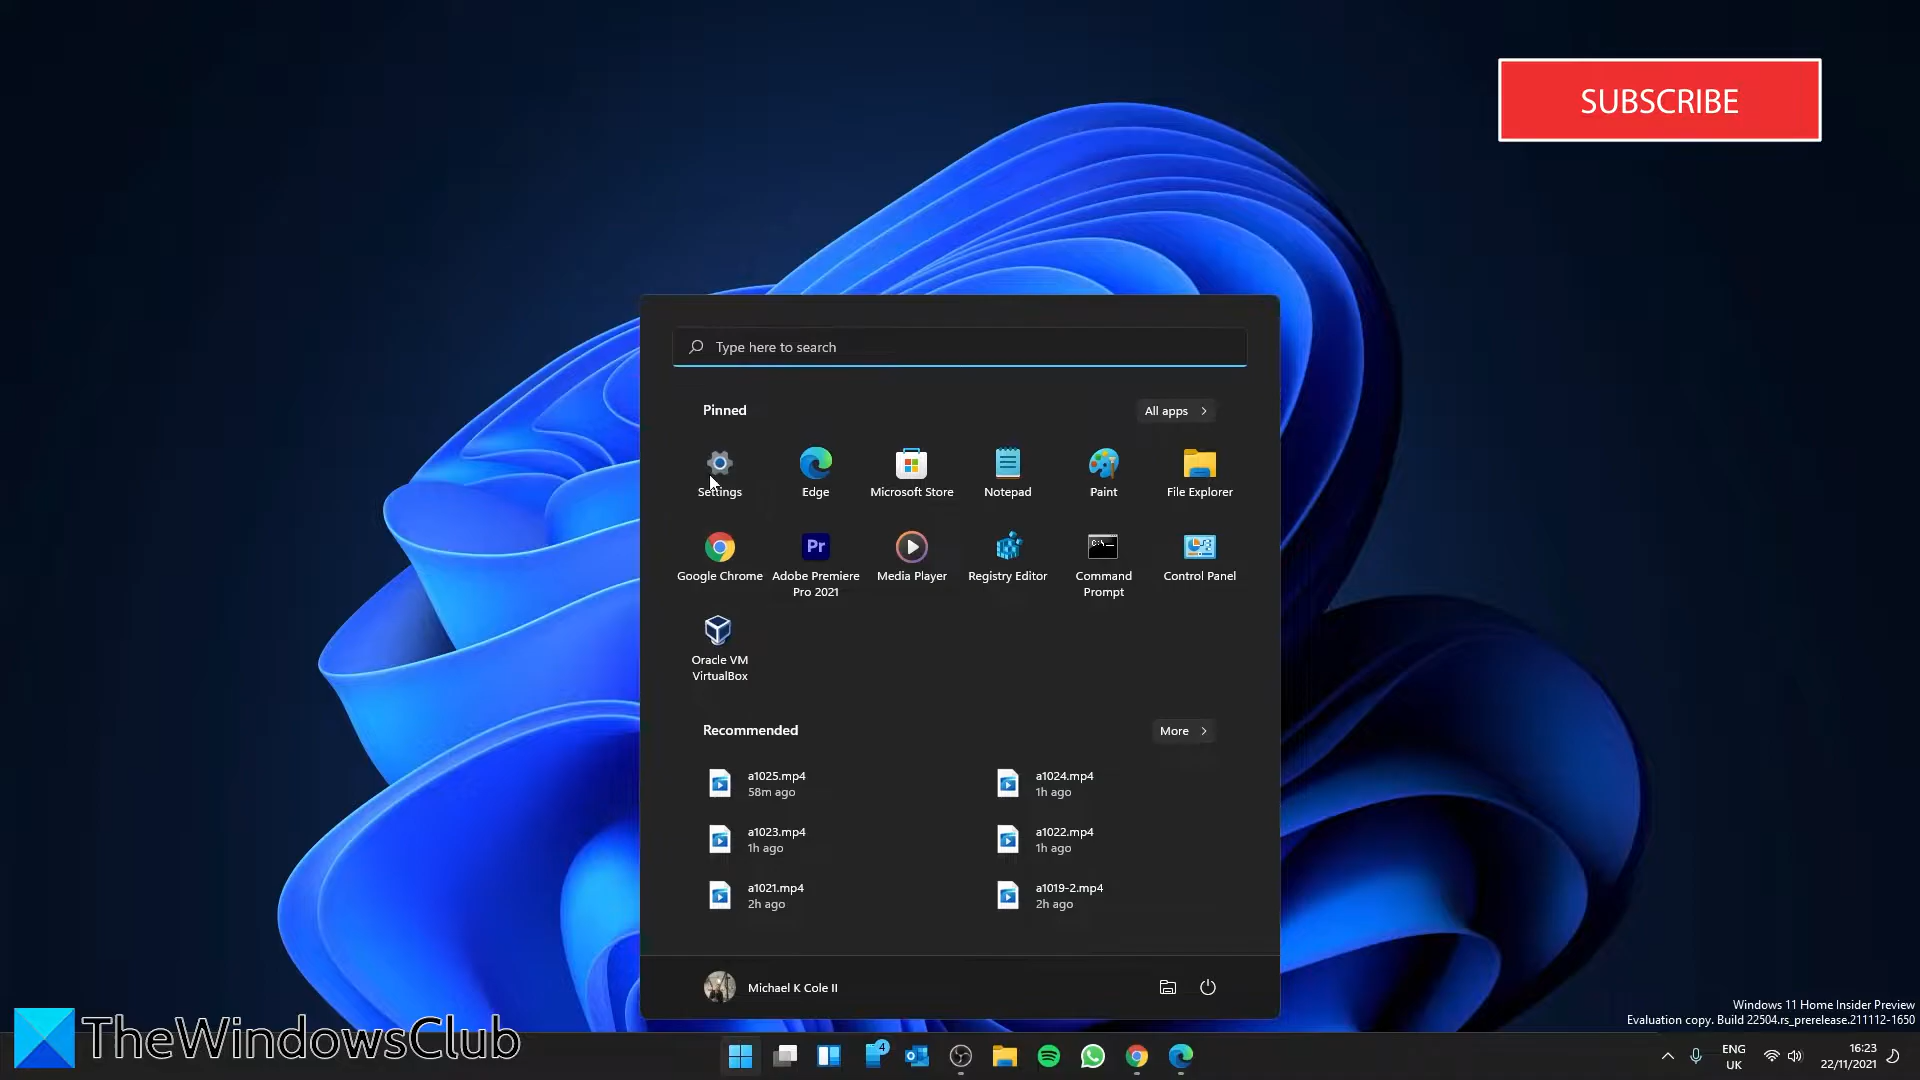 SUBSCRIBE
Type here to search
Pinned
All apps
Settings
Edge
Microsoft Store
Notepad
Paint
File Explorer
Google Chrome
Pr
Adobe Premiere
Pro 2021
Media Player
Registry Editor
C:\
Command
Prompt
Control Panel
Oracle VM
VirtualBox
Recommended
More
a1025.mp4
58m ago
a1024.mp4
1h ago
a1023.mp4
1h ago
a1022.mp4
1h ago
a1021.mp4
2h ago
a1019-2.mp4
2h ago
Michael K Cole II
Windows 11 Home Insider Preview
Evaluation copy. Build 22504.rs_prerelease.211112-1650
TheWindowsClub
4
ENG
UK
16:23
22/11/2021